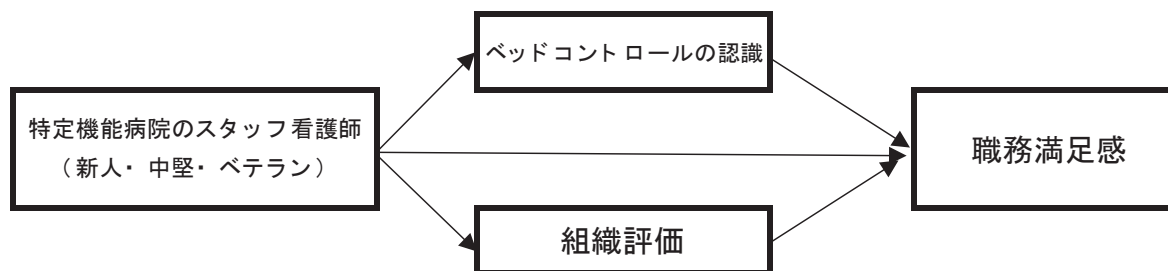 ベッドコントロールの認識
特定機能病院のスタッフ看護師
（新人・中堅・ベテラン）
職務満足感
組織評価